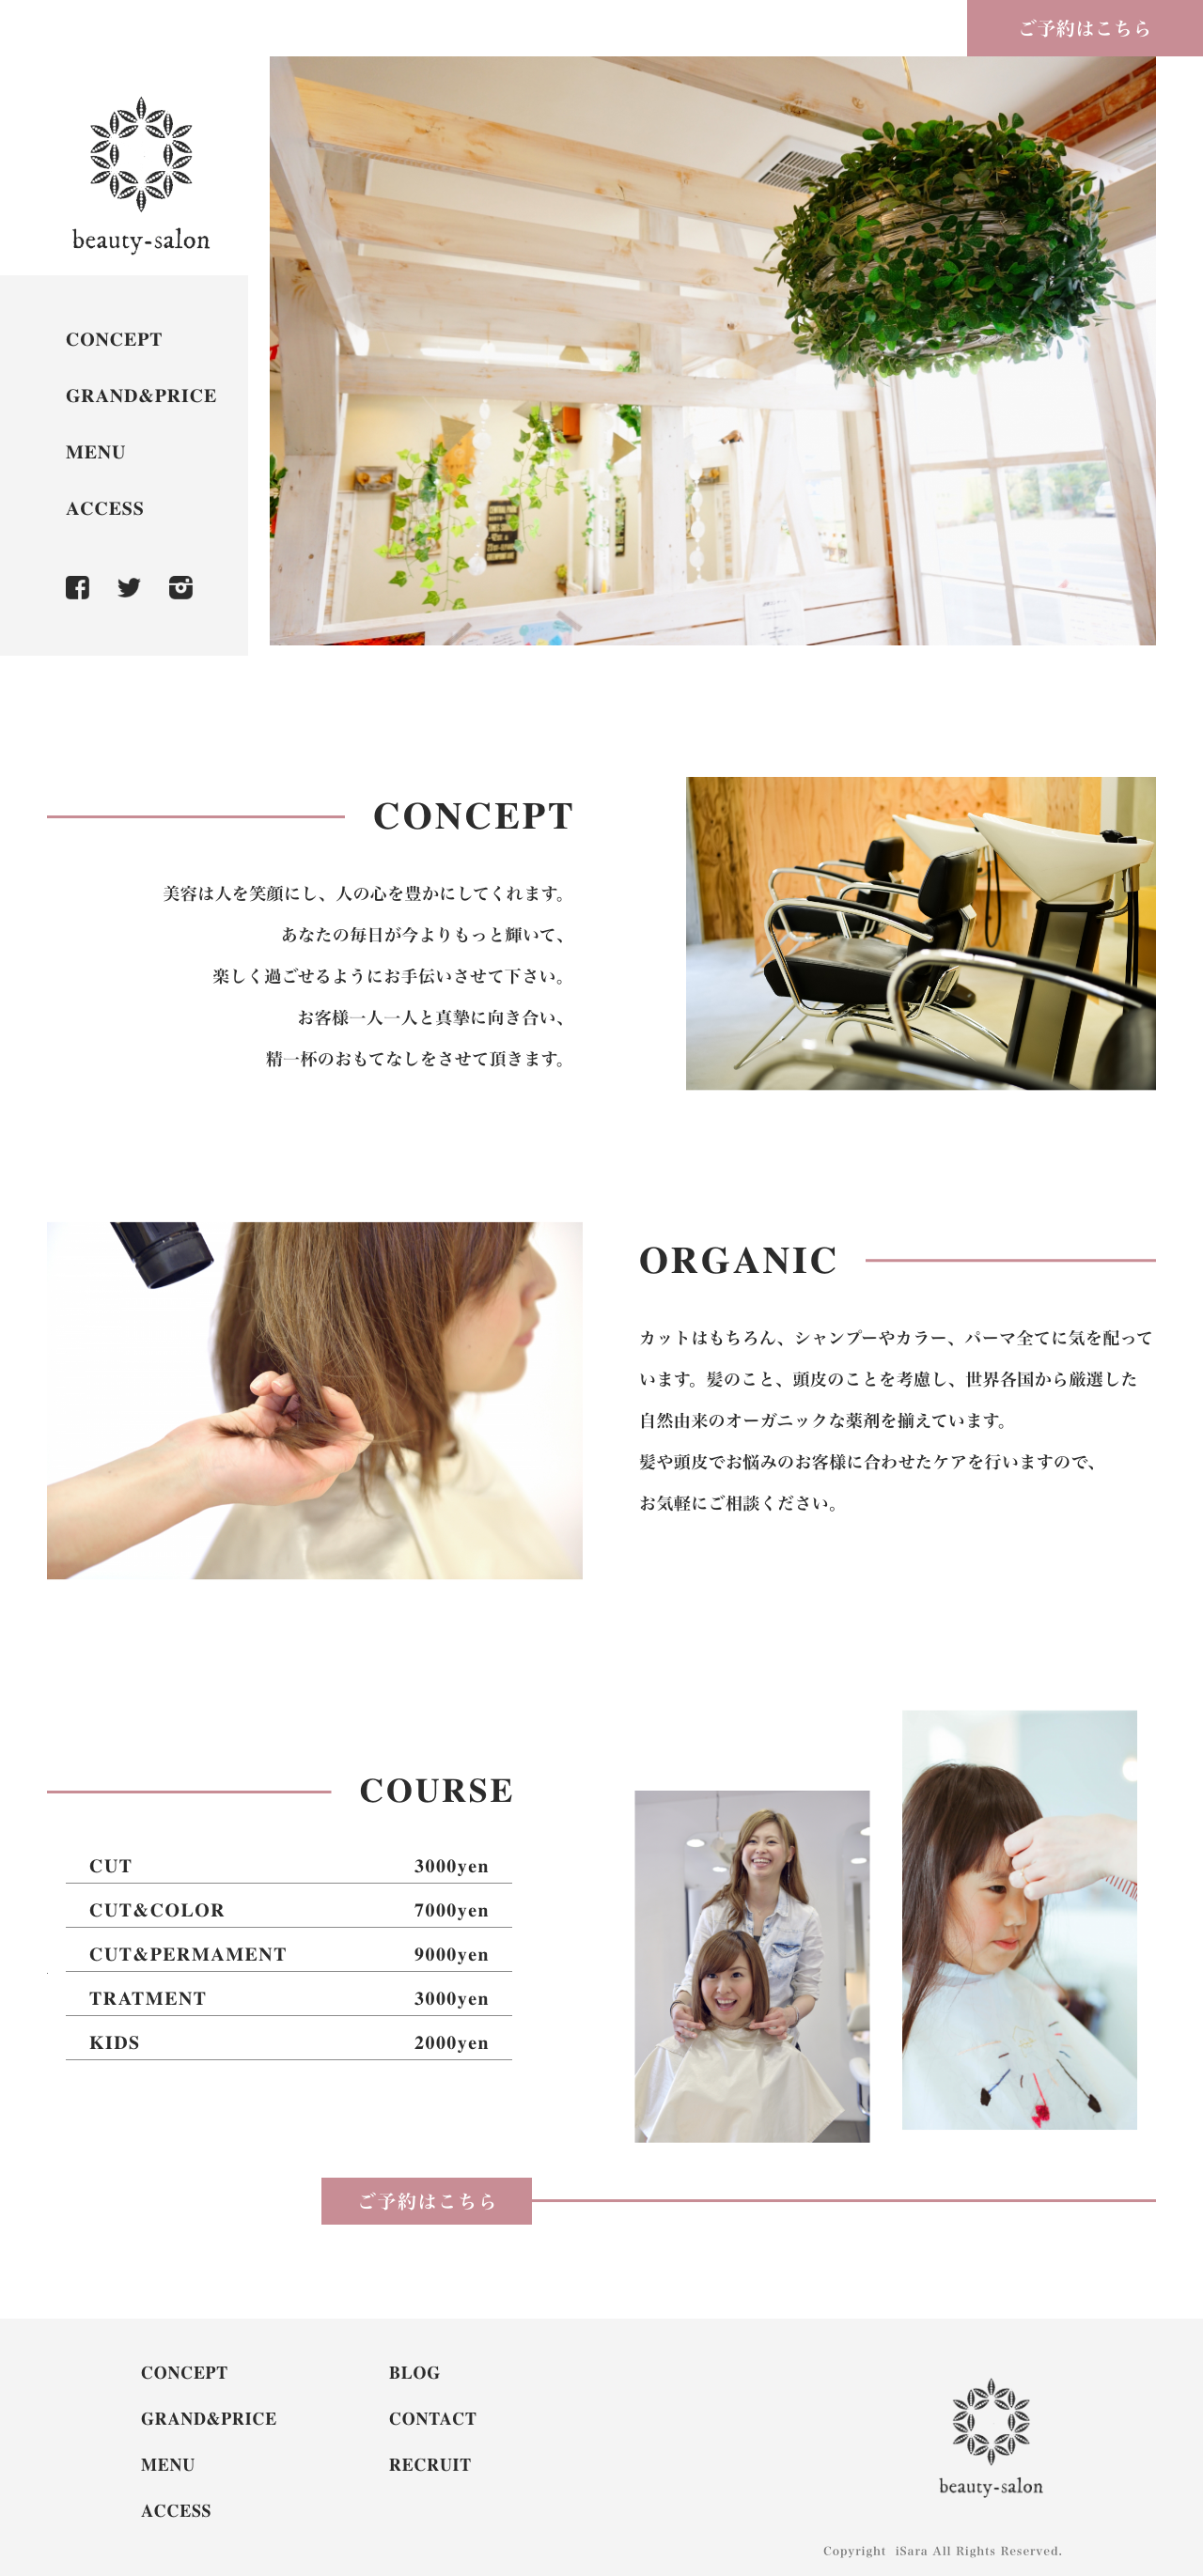 ご予約はこちら
beauty-salon
CONCEPT
GRAND&PRICE
MENU
ACCESS
CONCEPT
美容は人を笑顔にし、人の心を豊かにしてくれます。
あなたの毎日が今よりもっと輝いて、
楽しく過ごせるようにお手伝いさせて下さい。
お客様一人一人と真摯に向き合い、
精一杯のおもてなしをさせて頂きます。
ORGANIC
カットはもちろん、シャンプーやカラー、パーマ全てに気を配って
います。髪のこと、頭皮のことを考慮し、世界各国から厳選した
自然由来のオーガニックな薬剤を揃えています。
髪や頭皮でお悩みのお客様に合わせたケアを行いますので、
お気軽にご相談ください。
COURSE
CUT 3000yen
CUT&COLOR 7000yen
CUT&PERMAMENT 9000yen
TRATMENT 3000yen
KIDS 2000yen
ご予約はこちら
CONCEPT
GRAND&PRICE
MENU
ACCESS
BLOG
CONTACT
RECRUIT
beauty-salon
Copyright iSara All Rights Reserved.